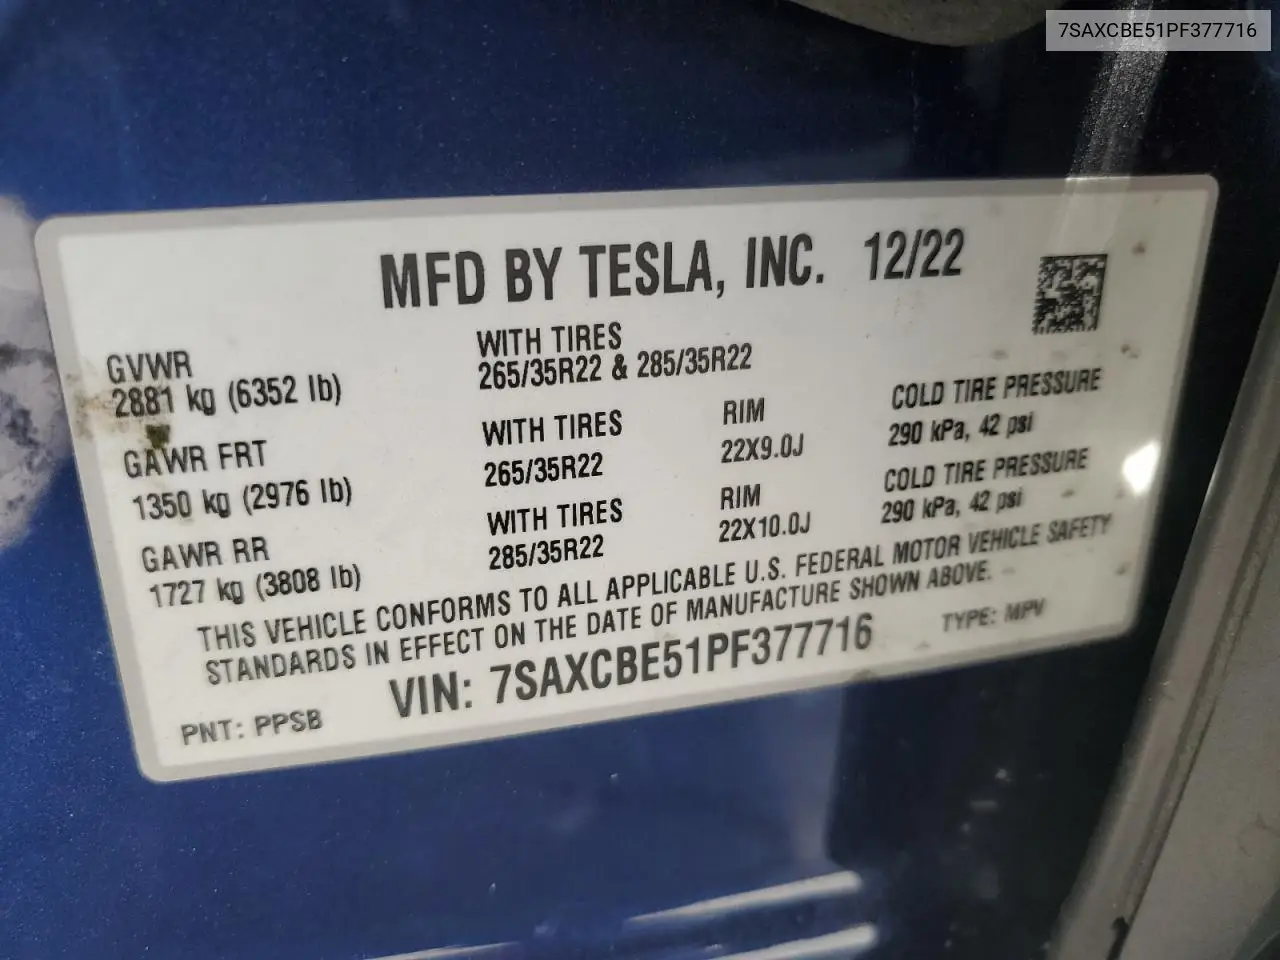 7SAXCBE51PF377716
MFD BY TESLA, INC. 12/22
GVWR
2881 kg (6352 lb)
WITH TIRES
265/35R22 & 285/35R22
GAWR FRT
1350 kg (2976 lb)
WITH TIRES
265/35R22
RIM
22X9.0J
COLD TIRE PRESSURE
290 kPa, 42 psi
GAWR RR
1727 kg (3808 lb)
WITH TIRES
285/35R22
RIM
22X10.0J
COLD TIRE PRESSURE
290 kPa, 42 psi
THIS VEHICLE CONFORMS TO ALL APPLICABLE U.S. FEDERAL MOTOR VEHICLE SAFETY
STANDARDS IN EFFECT ON THE DATE OF MANUFACTURE SHOWN ABOVE.
VIN: 7SAXCBE51PF377716
TYPE: MPV
PNT: PPSB